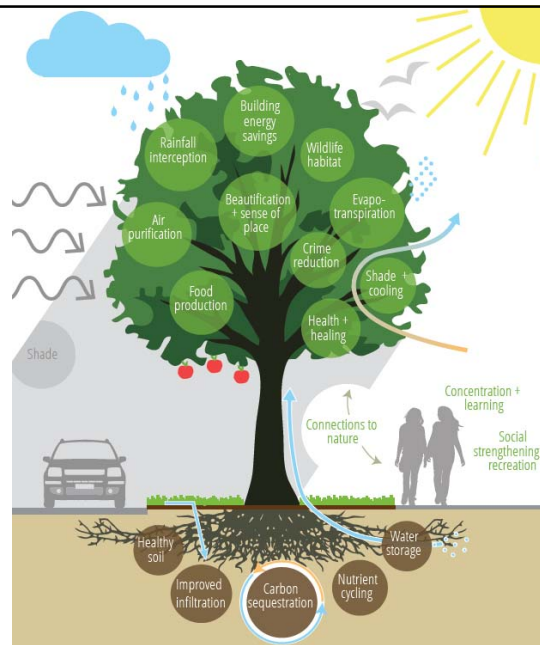 Building
energy
savings
Rainfall
interception
Wildlife
habitat
Beautification
+ sense of
place
Evapo-
transpiration
Air
purification
Crime
reduction
Shade +
cooling
Food
production
Health +
healing
Shade
Connections to
nature
Concentration +
learning
Social
strengthening
recreation
Healthy
soil
Improved
infiltration
Carbon
sequestration
Nutrient
cycling
Water
storage